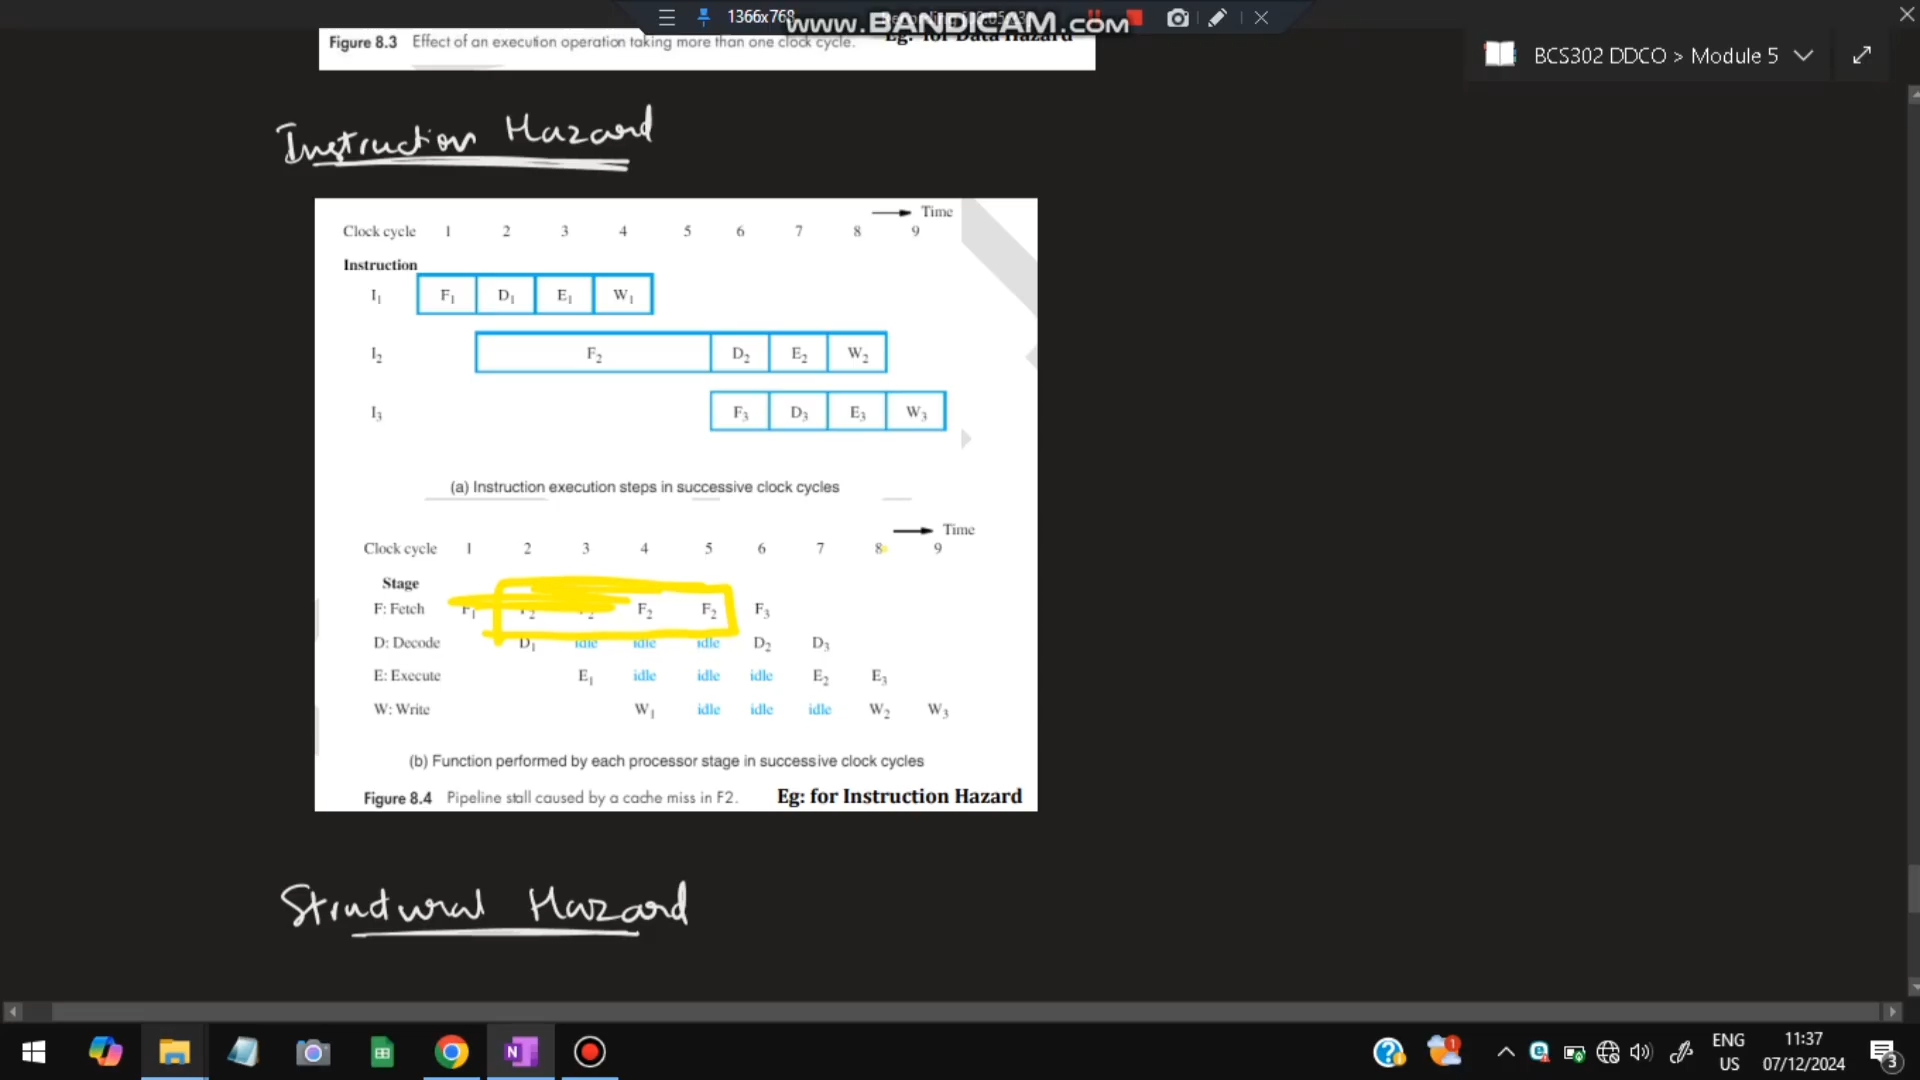 1366x768
www.BANDICAM.com
Figure 8.3 Effect of an execution operation taking more than one clock cycle. Eg: for Data Hazard
BCS302 DDCO > Module 5
Instruction Hazard
Time
Clock cycle 1 2 3 4 5 6 7 8 9
Instruction
I1 F1 D1 E1 W1
I2 F2 D2 E2 W2
I3 F3 D3 E3 W3
(a) Instruction execution steps in successive clock cycles
Time
Clock cycle 1 2 3 4 5 6 7 8 9
Stage
F: Fetch F1 F2 F2 F2 F2 F3
D: Decode D1 idle idle idle D2 D3
E: Execute E1 idle idle idle E2 E3
W: Write W1 idle idle idle W2 W3
(b) Function performed by each processor stage in successive clock cycles
Figure 8.4 Pipeline stall caused by a cache miss in F2. Eg: for Instruction Hazard
Structural Hazard
ENG
US
11:37
07/12/2024
3